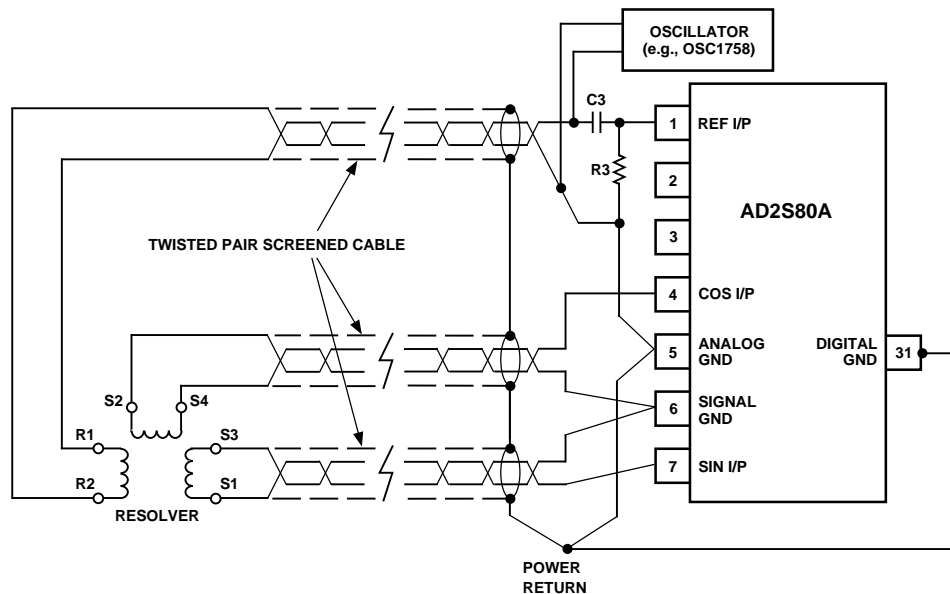 OSCILLATOR
(e.g., OSC1758)
C3
1
REF I/P
R3
2
AD2S80A
3
TWISTED PAIR SCREENED CABLE
4
COS I/P
5
ANALOG
GND
DIGITAL
GND
31
S2
S4
6
SIGNAL
GND
R1
S3
7
SIN I/P
R2
S1
RESOLVER
POWER
RETURN